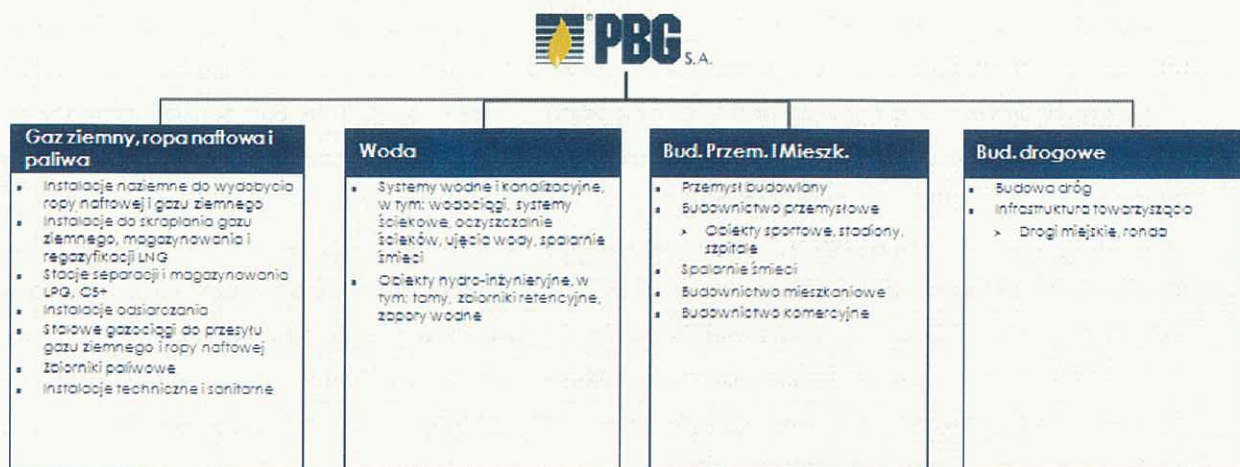 PBG S.A.
Gaz ziemny, ropa naftowa i
paliwa
Instalacje naziemne do wydobycia
ropy naftowej i gazu ziemnego
Instalacje do skraplania gazu
ziemnego, magazynowania i
regazyfikacji LNG
Stacje separacji i magazynowania
LPG, C5+
Instalacje odsiarczania
Stalowe gazociągi do przesyłu
gazu ziemnego i ropy naftowej
Zbiorniki paliwowe
Instalacje techniczne i sanitarne
Woda
Systemy wodne i kanalizacyjne,
w tym: wodociągi, systemy
ściekowe, oczyszczalnie
ścieków, ujęcia wody, spalarnie
śmieci
Obiekty hydro-inżynieryjne, w
tym: tamy, zbiorniki retencyjne,
zapory wodne
Bud. Przem. I Mieszk.
Przemysł budowlany
Budownictwo przemysłowe
Obiekty sportowe, stadiony,
szpitale
Spalarnie śmieci
Budownictwo mieszkaniowe
Budownictwo komercyjne
Bud. drogowe
Budowa dróg
Infrastruktura towarzysząca
Drogi miejskie, ronda